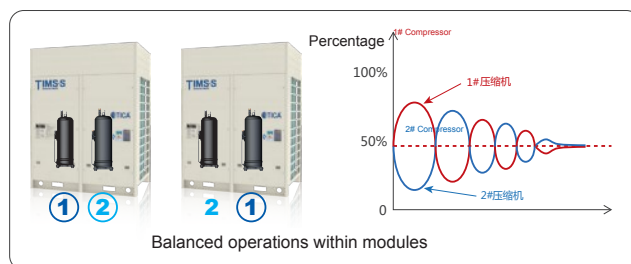 Percentage
1# Compressor
100%
1#压缩机
50%
2# Compressor
2#压缩机
0
TIMS·S
TICA
TIMS·S
TICA
1 2
2 1
Balanced operations within modules